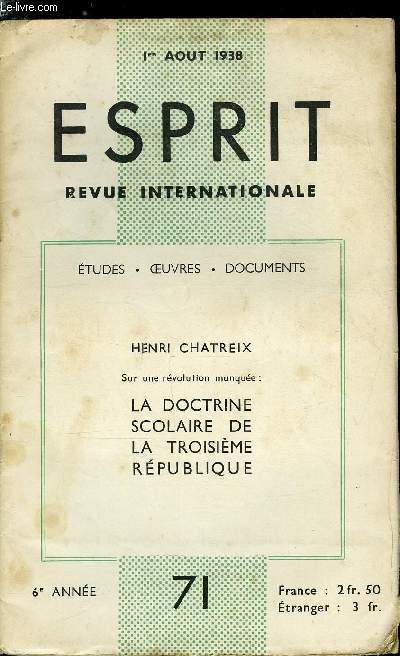 Le-livre.com
1er AOUT 1938
ESPRIT
REVUE INTERNATIONALE
ÉTUDES • ŒUVRES • DOCUMENTS
HENRI CHATREIX
Sur une révolution manquée :
LA DOCTRINE
SCOLAIRE DE
LA TROISIÈME
RÉPUBLIQUE
6e ANNÉE
71
France : 2 fr. 50
Étranger : 3 fr.